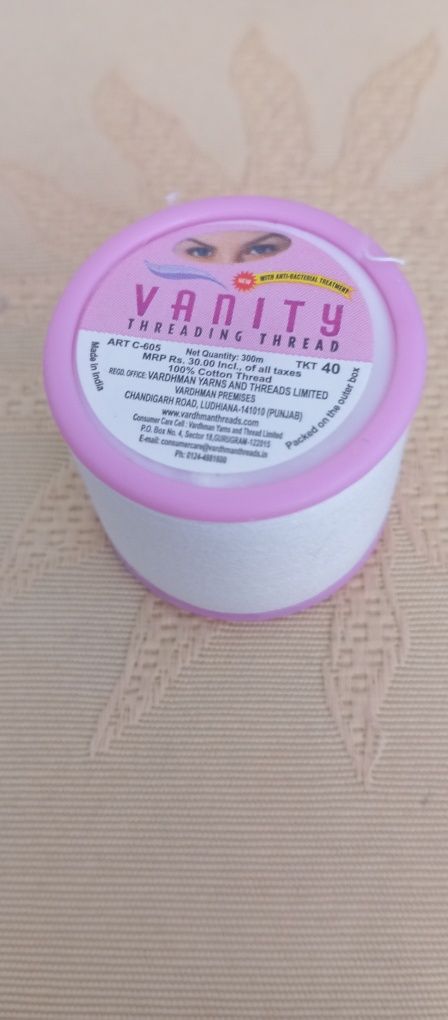 NEW WITH ANTI-BACTERIAL TREATMENT
VANITY
THREADING THREAD
ART C-605 Net Quantity: 300m TKT 40
MRP Rs. 30.00 Incl., of all taxes
100% Cotton Thread
REGD. OFFICE: VARDHMAN YARNS AND THREADS LIMITED
VARDHMAN PREMISES
CHANDIGARH ROAD, LUDHIANA-141010 (PUNJAB)
www.vardhmanthreads.com
Consumer Care Cell : Vardhman Yarns and Thread Limited
P.O. Box No. 4, Sector 18, GURUGRAM-122015
E-mail: consumercare@vardhmanthreads.in
Ph: 0124-4981600
Made in India
Packed on the outer box